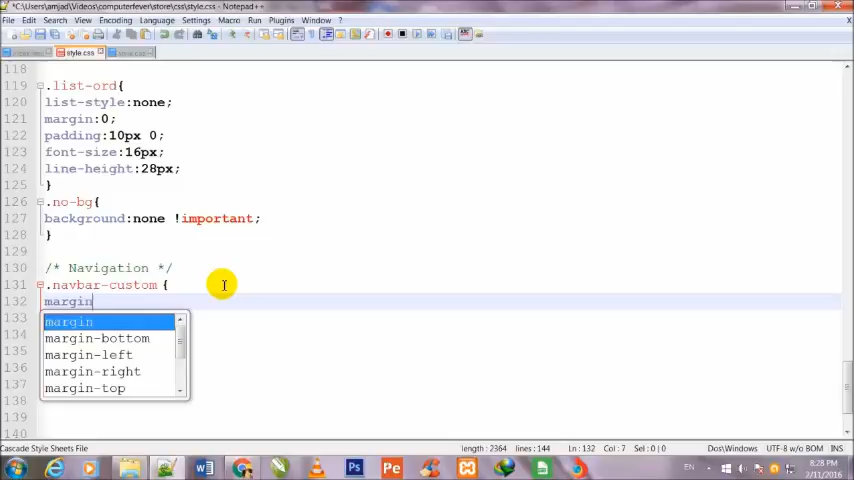 *C:\Users\amjad\Videos\computerfever\store\css\style.css - Notepad++
File Edit Search View Encoding Language Settings Macro Run Plugins Window ? X
style.css
118
119 .list-ord{
120 list-style:none;
121 margin:0;
122 padding:10px 0;
123 font-size:16px;
124 line-height:28px;
125 }
126 .no-bg{
127 background:none !important;
128 }
129
130 /* Navigation */
131 .navbar-custom {
132 margin
133 margin
134 margin-bottom
135 margin-left
136 margin-right
137 margin-top
138
139
140
Cascade Style Sheets File length : 2364 lines : 144 Ln : 132 Col : 7 Sel : 0 | 0 Dos\Windows UTF-8 w/o BOM INS
W Ps Pe EN 8:28 PM
2/11/2016